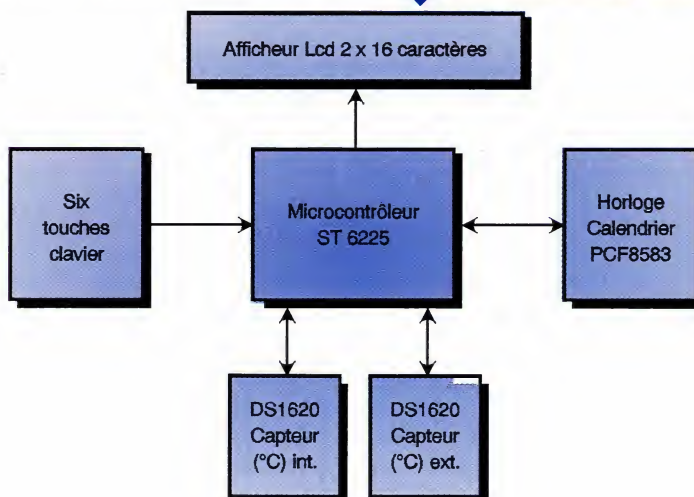 Afficheur Lcd 2 x 16 caractères
Six
touches
clavier
Microcontrôleur
ST 6225
Horloge
Calendrier
PCF8583
DS1620
Capteur
(°C) int.
DS1620
Capteur
(°C) ext.